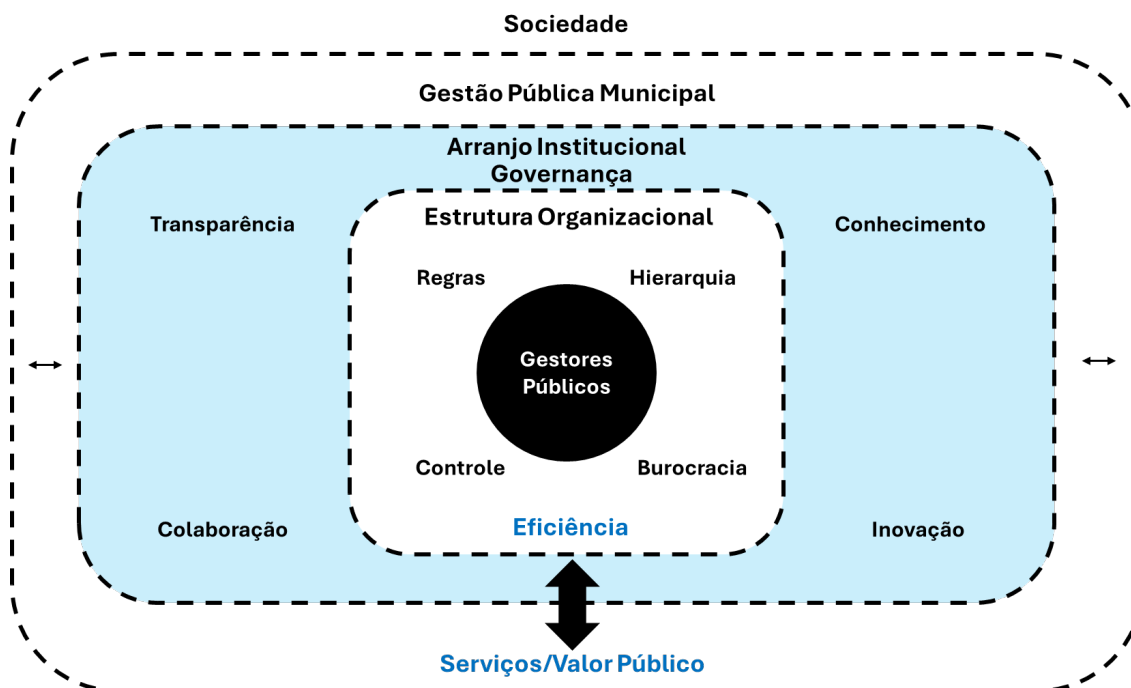 Sociedade
Gestão Pública Municipal
Arranjo Institucional
Governança
Estrutura Organizacional
Transparência
Conhecimento
Regras
Hierarquia
Gestores
Públicos
Controle
Burocracia
Eficiência
Colaboração
Inovação
Serviços/Valor Público